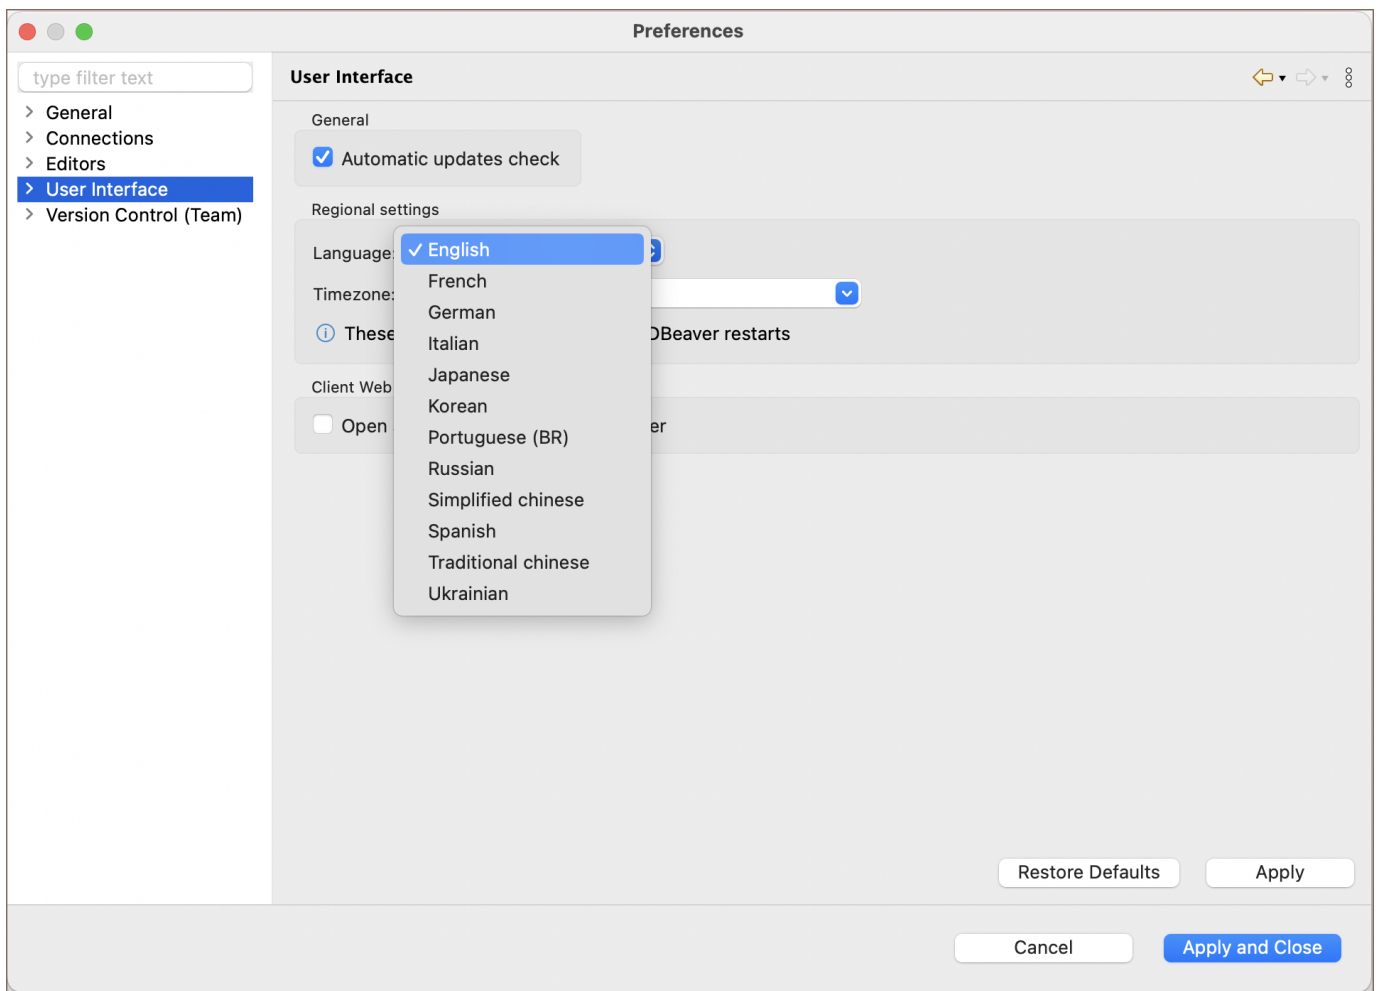 Preferences
type filter text
General
Connections
Editors
User Interface
Version Control (Team)
User Interface
General
Automatic updates check
Regional settings
Language:
English
French
German
Italian
Japanese
Korean
Portuguese (BR)
Russian
Simplified chinese
Spanish
Traditional chinese
Ukrainian
Timezone:
These DBeaver restarts
Client Web
Open er
Restore Defaults
Apply
Cancel
Apply and Close